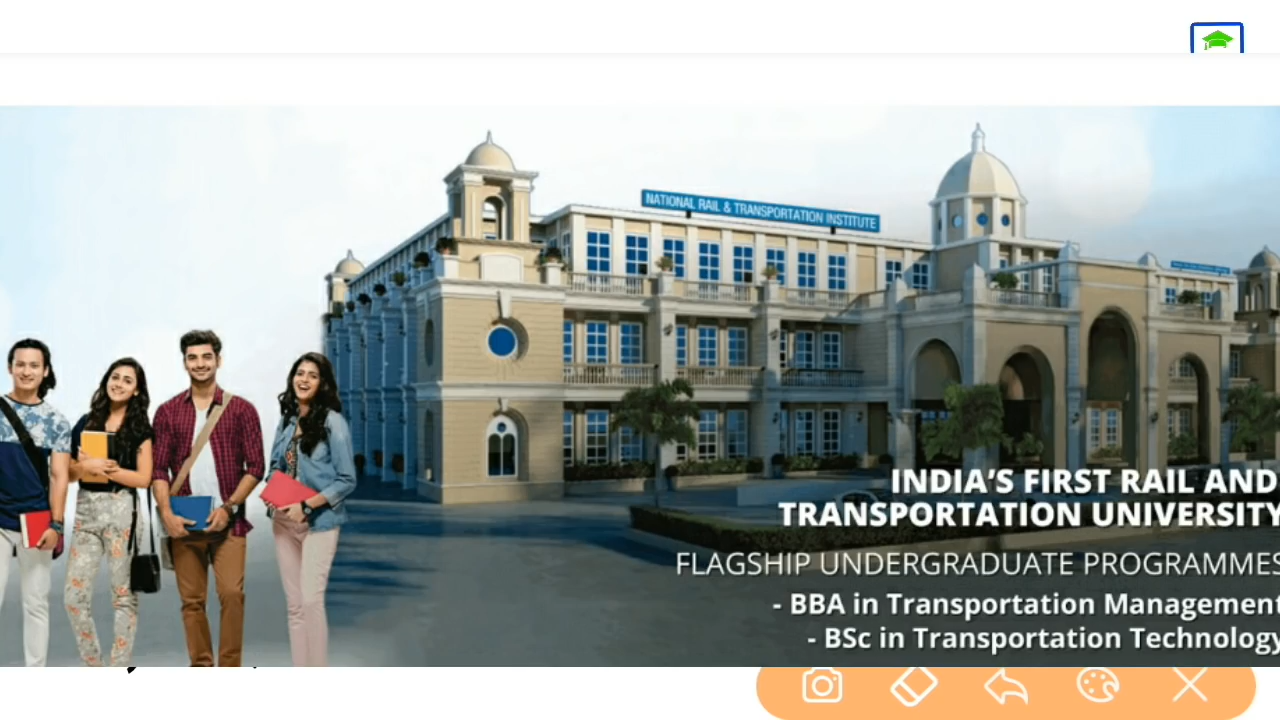 NATIONAL RAIL & TRANSPORTATION INSTITUTE
INDIA'S FIRST RAIL AND
TRANSPORTATION UNIVERSITY
FLAGSHIP UNDERGRADUATE PROGRAMMES
- BBA in Transportation Management
- BSc in Transportation Technology